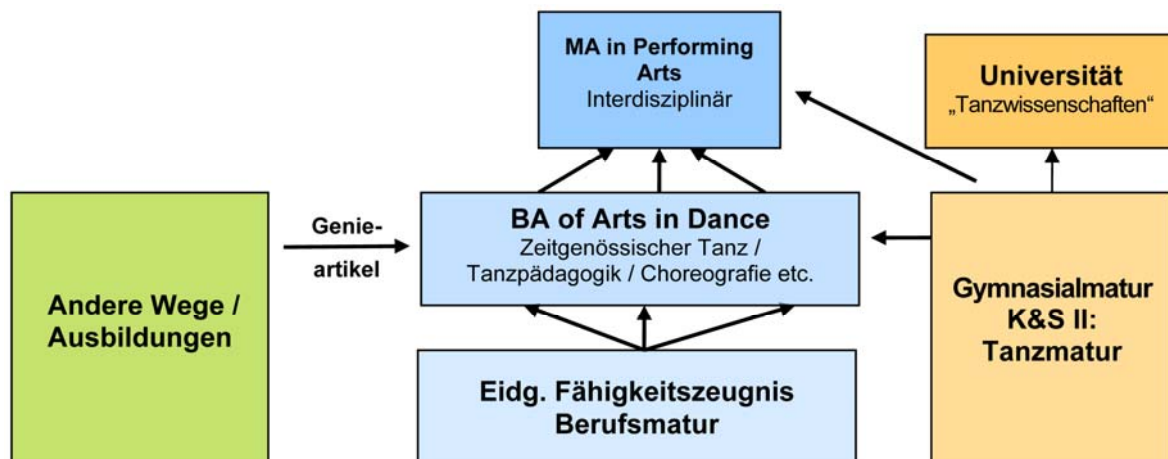 MA in Performing
Arts
Interdisziplinär
Universität
„Tanzwissenschaften“
Genie-
artikel
BA of Arts in Dance
Zeitgenössischer Tanz /
Tanzpädagogik / Choreografie etc.
Andere Wege /
Ausbildungen
Gymnasialmatur
K&S II:
Tanzmatur
Eidg. Fähigkeitszeugnis
Berufsmatur